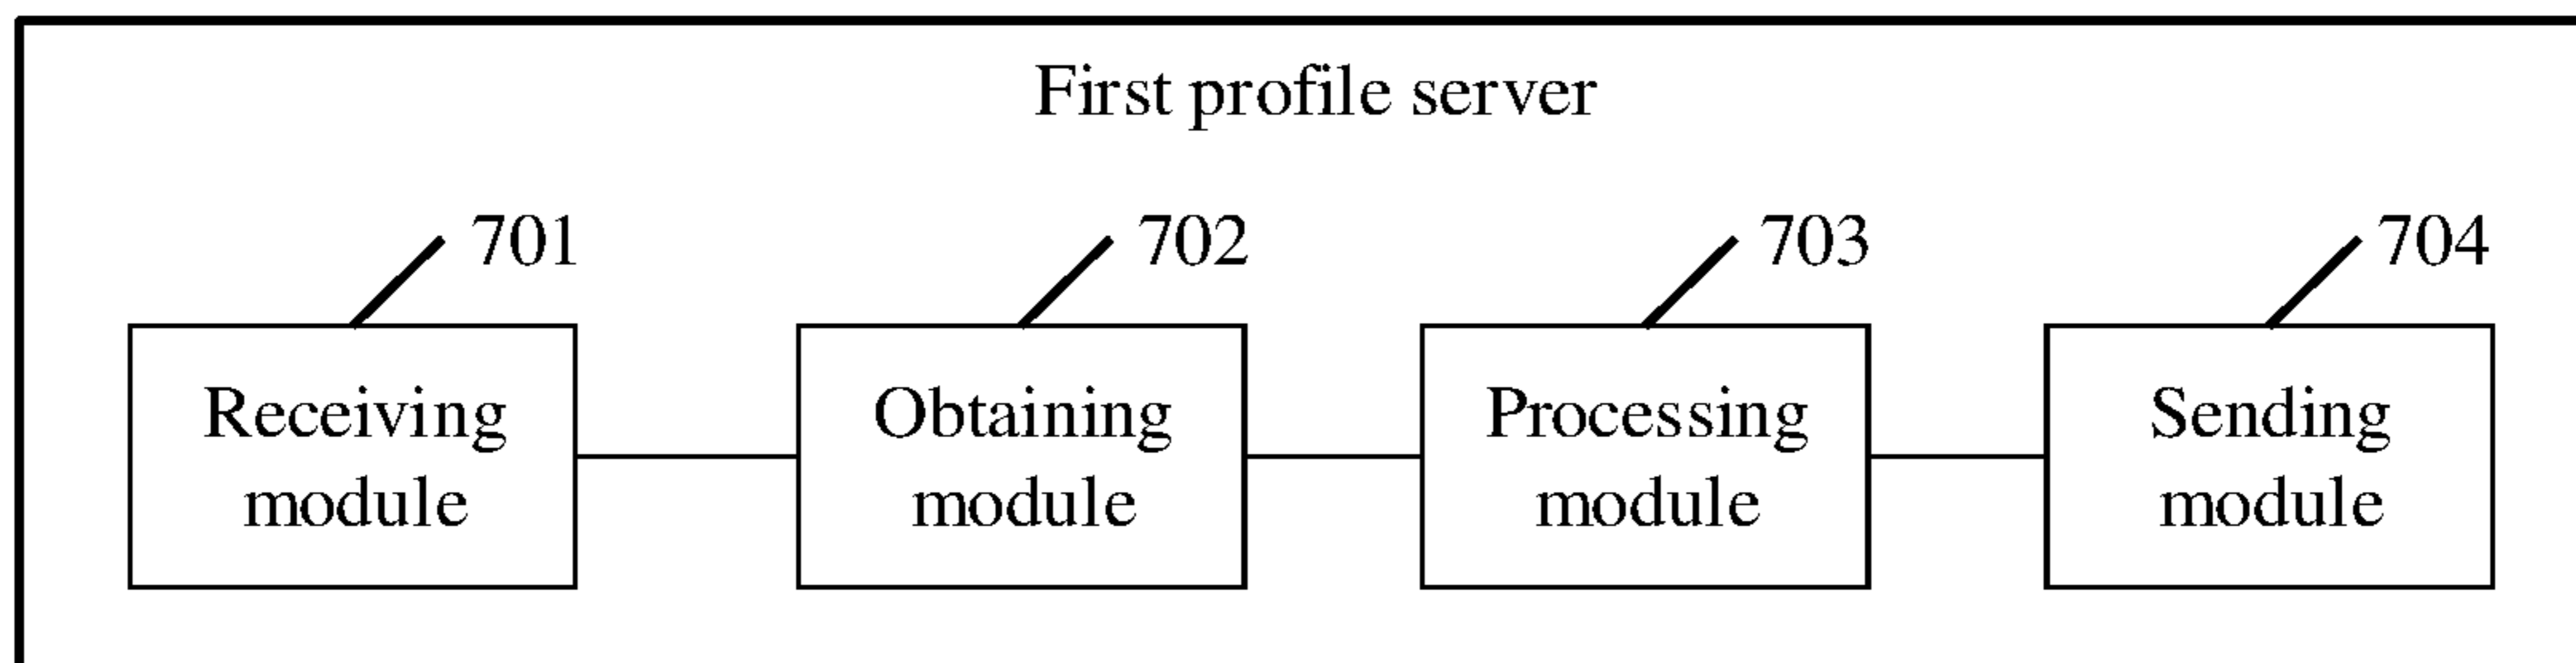 First profile server
701
702
703
704
Receiving
module
Obtaining
module
Processing
module
Sending
module